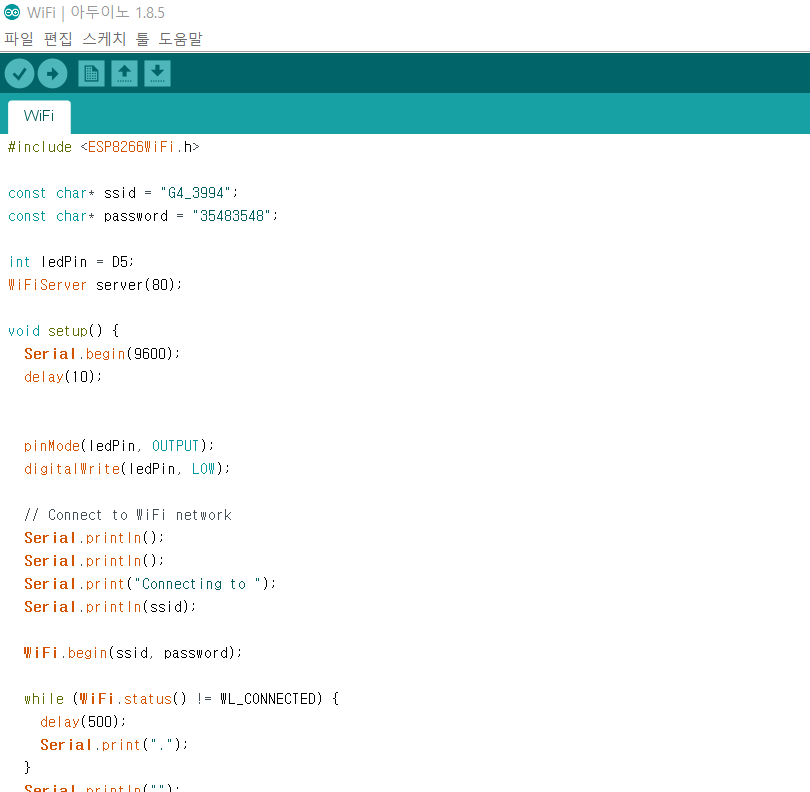 WiFi | 아두이노 1.8.5
파일 편집 스케치 툴 도움말
WiFi
#include <ESP8266WiFi.h>
const char* ssid = "G4_3994";
const char* password = "35483548";
int ledPin = D5;
WiFiServer server(80);
void setup() {
Serial.begin(9600);
delay(10);
pinMode(ledPin, OUTPUT);
digitalWrite(ledPin, LOW);
// Connect to WiFi network
Serial.println();
Serial.println();
Serial.print("Connecting to ");
Serial.println(ssid);
WiFi.begin(ssid, password);
while (WiFi.status() != WL_CONNECTED) {
delay(500);
Serial.print(".");
}
Serial.println("");